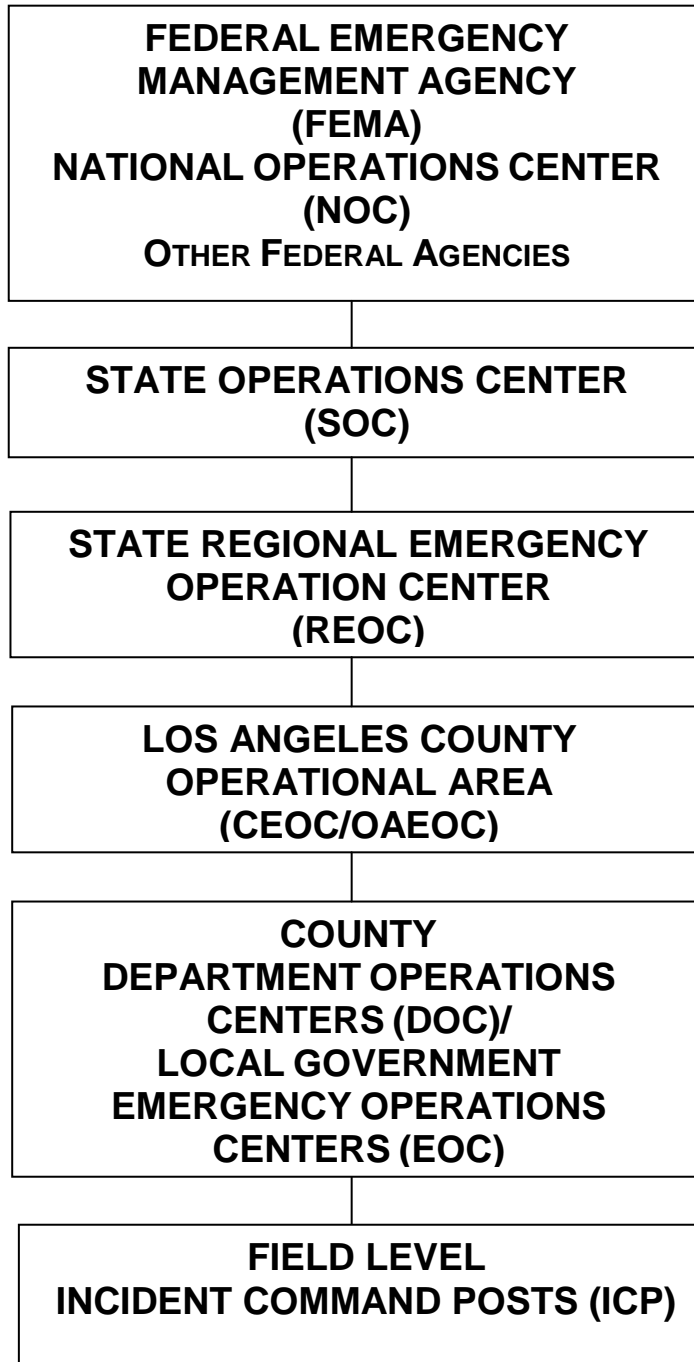 FEDERAL EMERGENCY
MANAGEMENT AGENCY
(FEMA)
NATIONAL OPERATIONS CENTER
(NOC)
OTHER FEDERAL AGENCIES
STATE OPERATIONS CENTER
(SOC)
STATE REGIONAL EMERGENCY
OPERATION CENTER
(REOC)
LOS ANGELES COUNTY
OPERATIONAL AREA
(CEOC/OAEOC)
COUNTY
DEPARTMENT OPERATIONS
CENTERS (DOC)/
LOCAL GOVERNMENT
EMERGENCY OPERATIONS
CENTERS (EOC)
FIELD LEVEL
INCIDENT COMMAND POSTS (ICP)